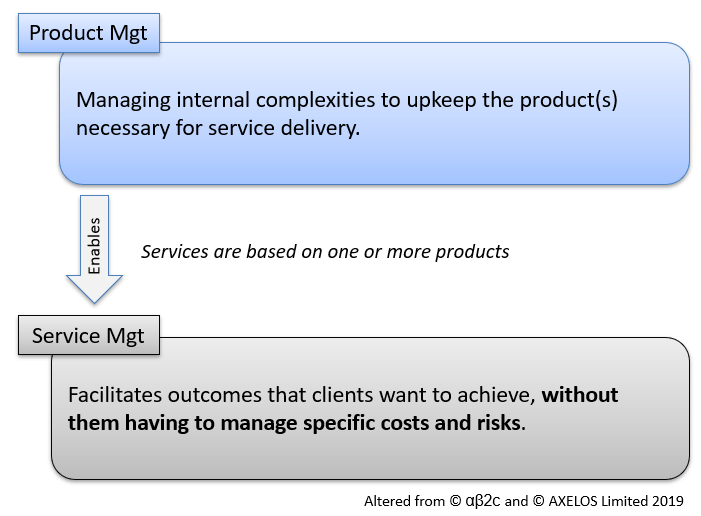 Product Mgt
Managing internal complexities to upkeep the product(s)
necessary for service delivery.
Enables
Services are based on one or more products
Service Mgt
Facilitates outcomes that clients want to achieve, without
them having to manage specific costs and risks.
Altered from © αβ2c and © AXELOS Limited 2019